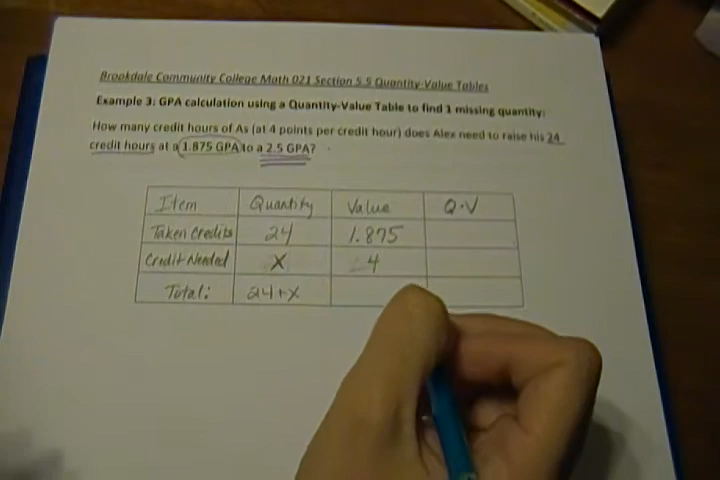 Brookdale Community College Math 021 Section 5.5 Quantity-Value Tables
Example 3: GPA calculation using a Quantity-Value Table to find 1 missing quantity:
How many credit hours of As (at 4 points per credit hour) does Alex need to raise his 24
credit hours at a 1.875 GPA to a 2.5 GPA?
Item Quantity Value Q·V
Taken Credits 24 1.875
Credit Needed X 4
Total: 24+X